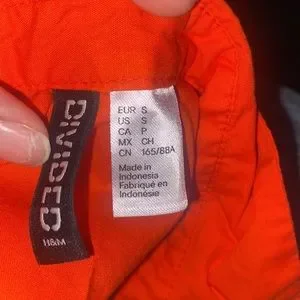 DIVIDED
H&M
EUR S
US S
CA P
MX CH
CN 165/88A
Made in
Indonesia
Fabriqué en
Indonésie